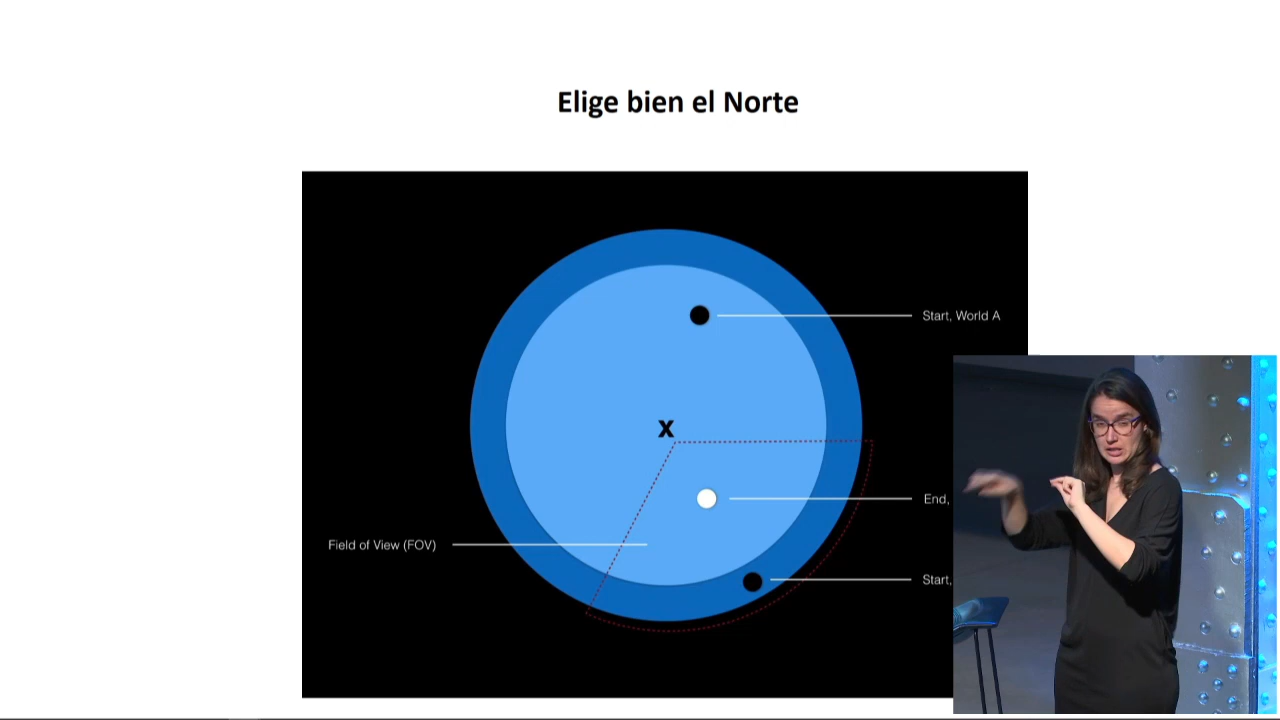 Elige bien el Norte
Start, World A
x
End,
Field of View (FOV)
Start,